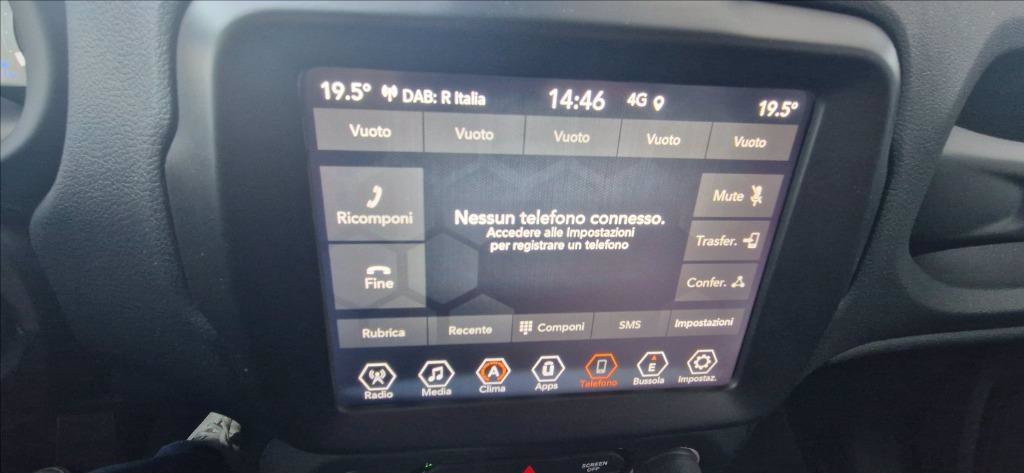 19.5° DAB: R Italia 14:46 4G 19.5°
Vuoto Vuoto Vuoto Vuoto Vuoto
Ricomponi
Nessun telefono connesso.
Accedere alle Impostazioni
per registrare un telefono
Mute
Trasfer.
Fine
Confer.
Rubrica Recente Componi SMS Impostazioni
A E
Radio Media Clima Apps Telefono Bussola Impostaz.
SCREEN
OFF